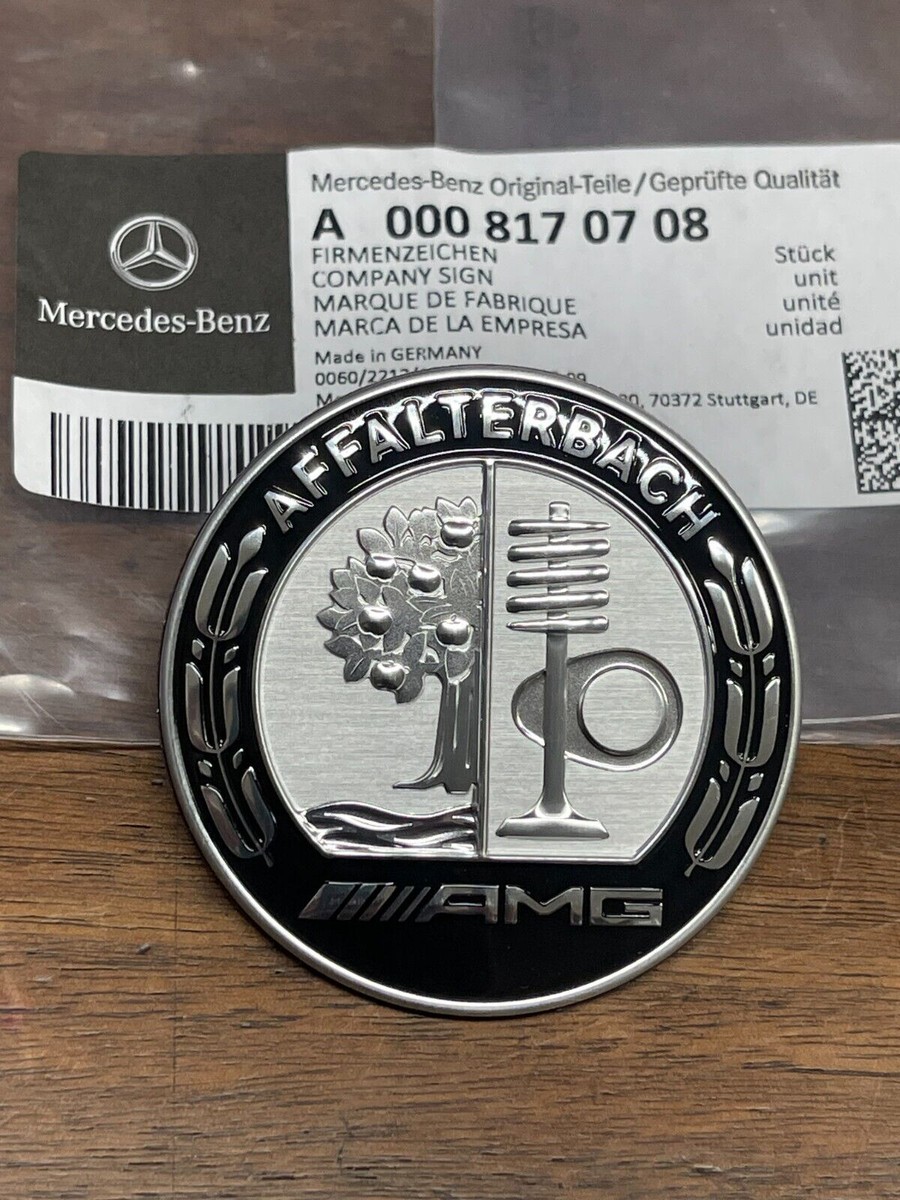 Mercedes-Benz
Mercedes-Benz Original-Teile/Geprüfte Qualität
A 000 817 07 08
FIRMENZEICHEN Stück
COMPANY SIGN unit
MARQUE DE FABRIQUE unité
MARCA DE LA EMPRESA unidad
Made in GERMANY
70372 Stuttgart, DE
AFFALTERBACH
AMG